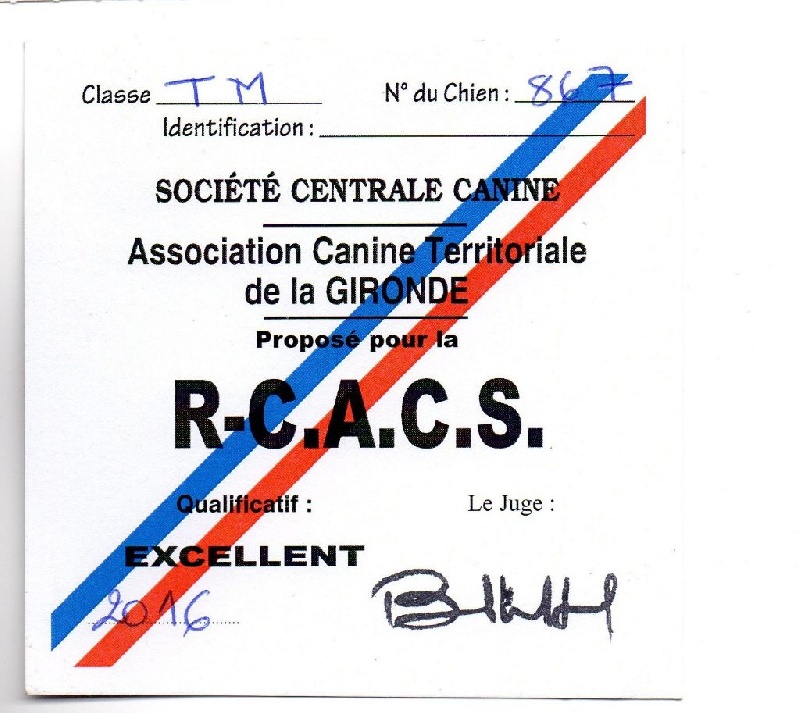 Classe TM N° du Chien : 867
Identification :
SOCIÉTÉ CENTRALE CANINE
Association Canine Territoriale
de la GIRONDE
Proposé pour la
R-C.A.C.S.
Qualificatif : Le Juge :
EXCELLENT
2016